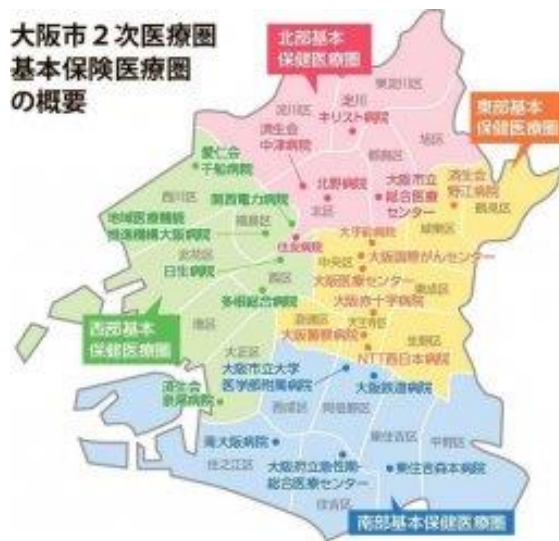 大阪市2次医療圏
基本保険医療圏
の概要
北部基本
保健医療圏
東淀川区
淀川区
淀川
キリスト病院
旭区
済生会
中津病院
都島区
東部基本
保健医療圏
愛仁会
千船病院
北野病院
北区
大阪市立
総合医療
センター
済生会
野江病院
鶴見区
西淀川区
関西電力病院
福島区
地域医療機能
推進機構大阪病院
住友病院
大手前病院
城東区
此花区
中央区
大阪国際がんセンター
日生病院
西区
大阪医療センター
東成区
多根総合病院
大阪赤十字病院
浪速区
天王寺区
西部基本
保健医療圏
港区
大阪警察病院
生野区
NTT西日本病院
大正区
大阪市立大学
医学部附属病院
大阪鉄道病院
済生会
泉尾病院
西成区
阿倍野区
南大阪病院
東住吉区
平野区
住之江区
大阪府立急性期・
総合医療センター
東住吉森本病院
住吉区
南部基本保健医療圏